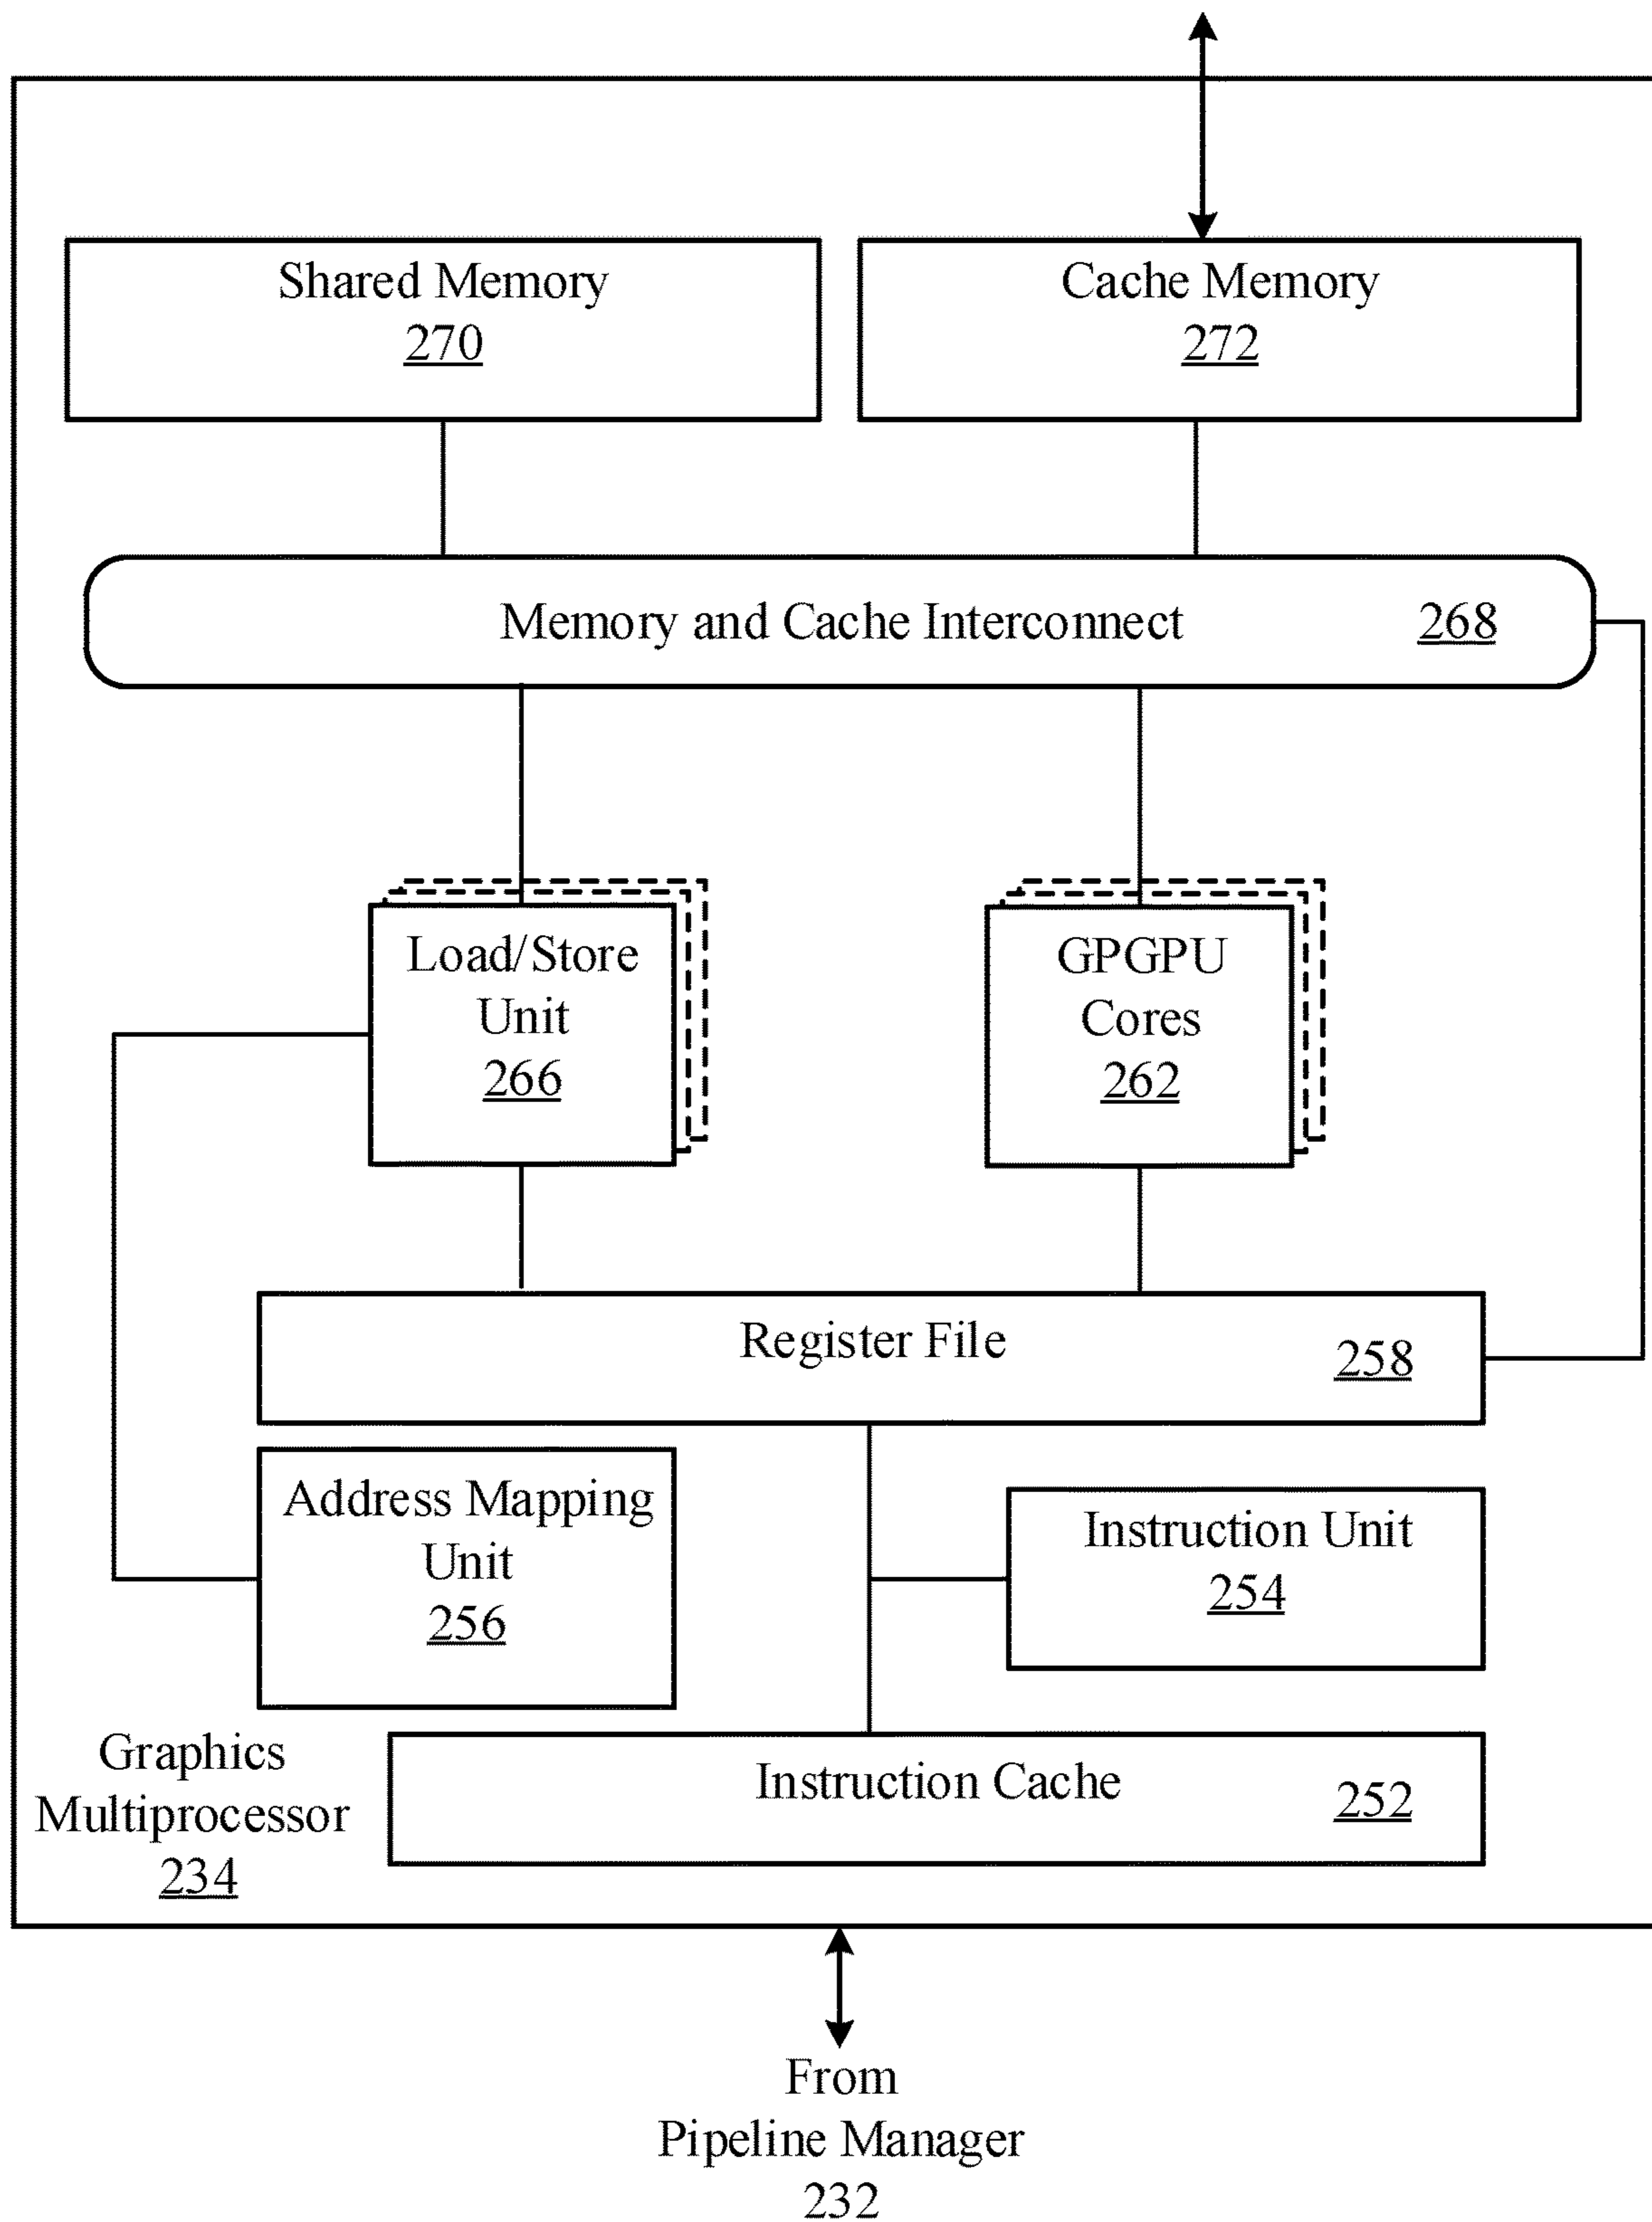 Shared Memory
270
Cache Memory
272
Memory and Cache Interconnect 268
Load/Store
Unit
266
GPGPU
Cores
262
Register File 258
Address Mapping
Unit
256
Instruction Unit
254
Graphics
Multiprocessor
234
Instruction Cache 252
From
Pipeline Manager
232